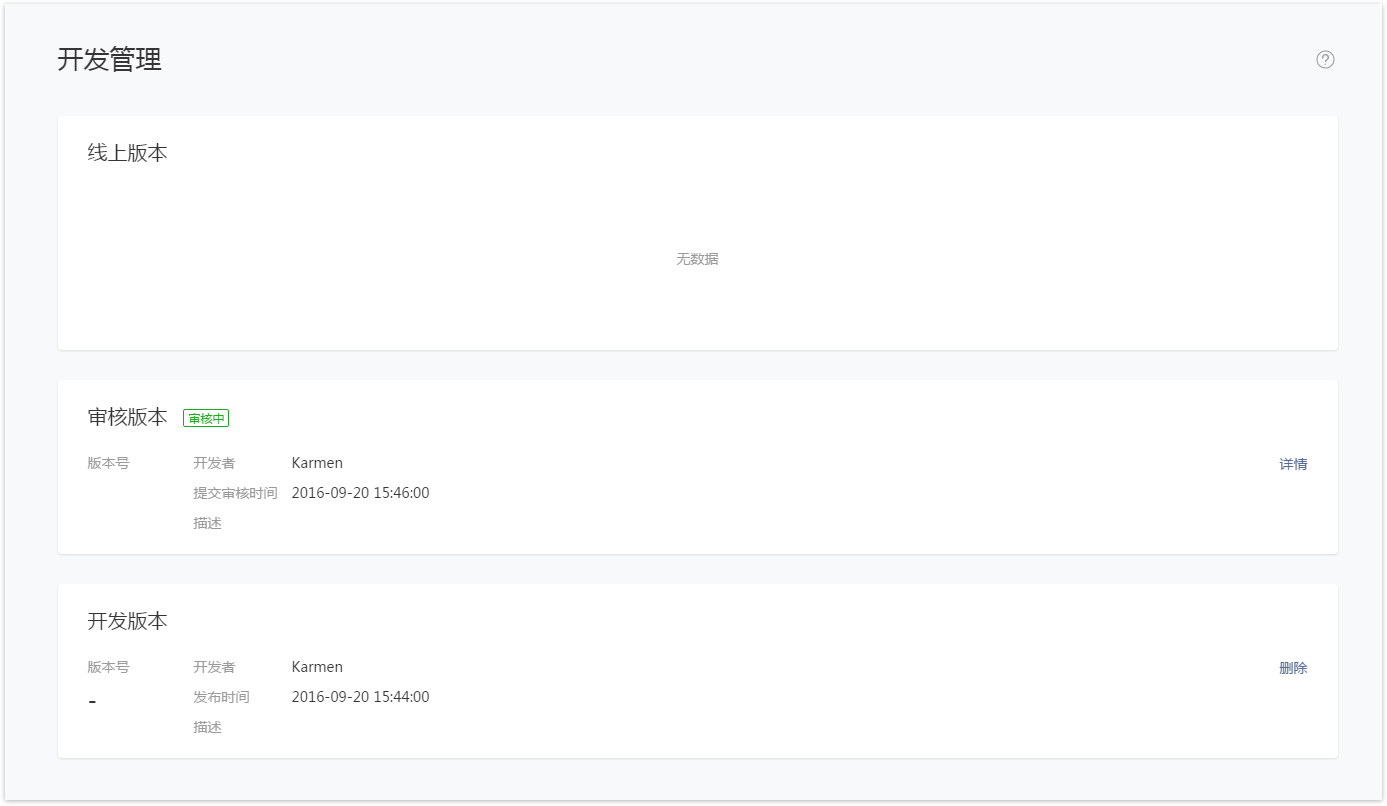 开发管理
线上版本
无数据
审核版本 审核中
版本号 开发者 Karmen 详情
提交审核时间 2016-09-20 15:46:00
描述
开发版本
版本号 开发者 Karmen 删除
- 发布时间 2016-09-20 15:44:00
描述